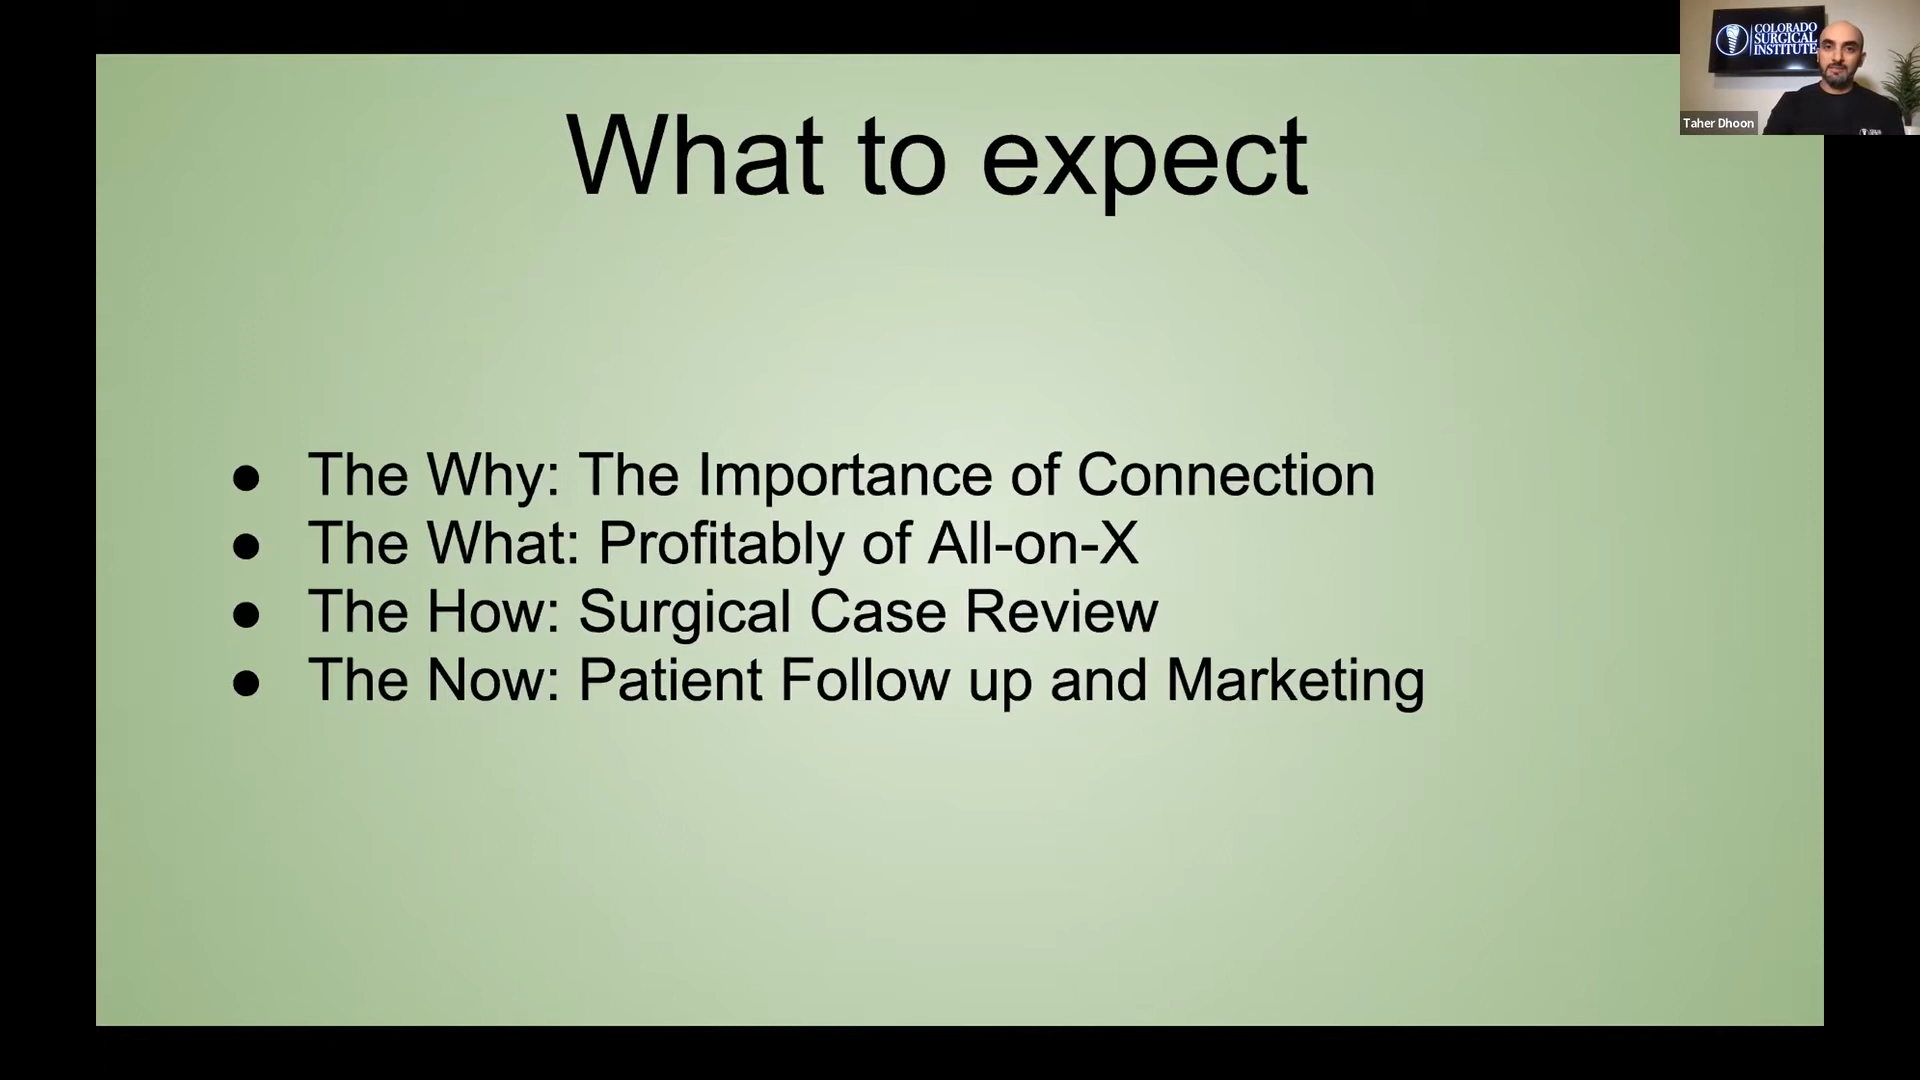 What to expect
● The Why: The Importance of Connection
● The What: Profitably of All-on-X
● The How: Surgical Case Review
● The Now: Patient Follow up and Marketing
COLORADO
SURGICAL
INSTITUTE
Taher Dhoon